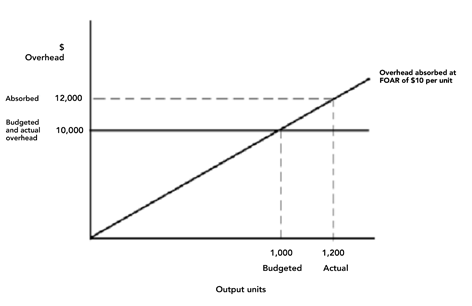 $
Overhead
Overhead absorbed at
FOAR of $10 per unit
Absorbed 12,000
Budgeted
and actual 10,000
overhead
1,000 1,200
Budgeted Actual
Output units